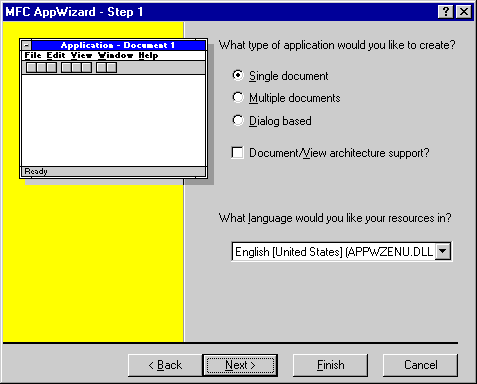 MFC AppWizard - Step 1
Application - Document 1
File Edit View Window Help
Ready
What type of application would you like to create?
Single document
Multiple documents
Dialog based
Document/View architecture support?
What language would you like your resources in?
English [United States] (APPWZENU.DLL
< Back
Next >
Finish
Cancel